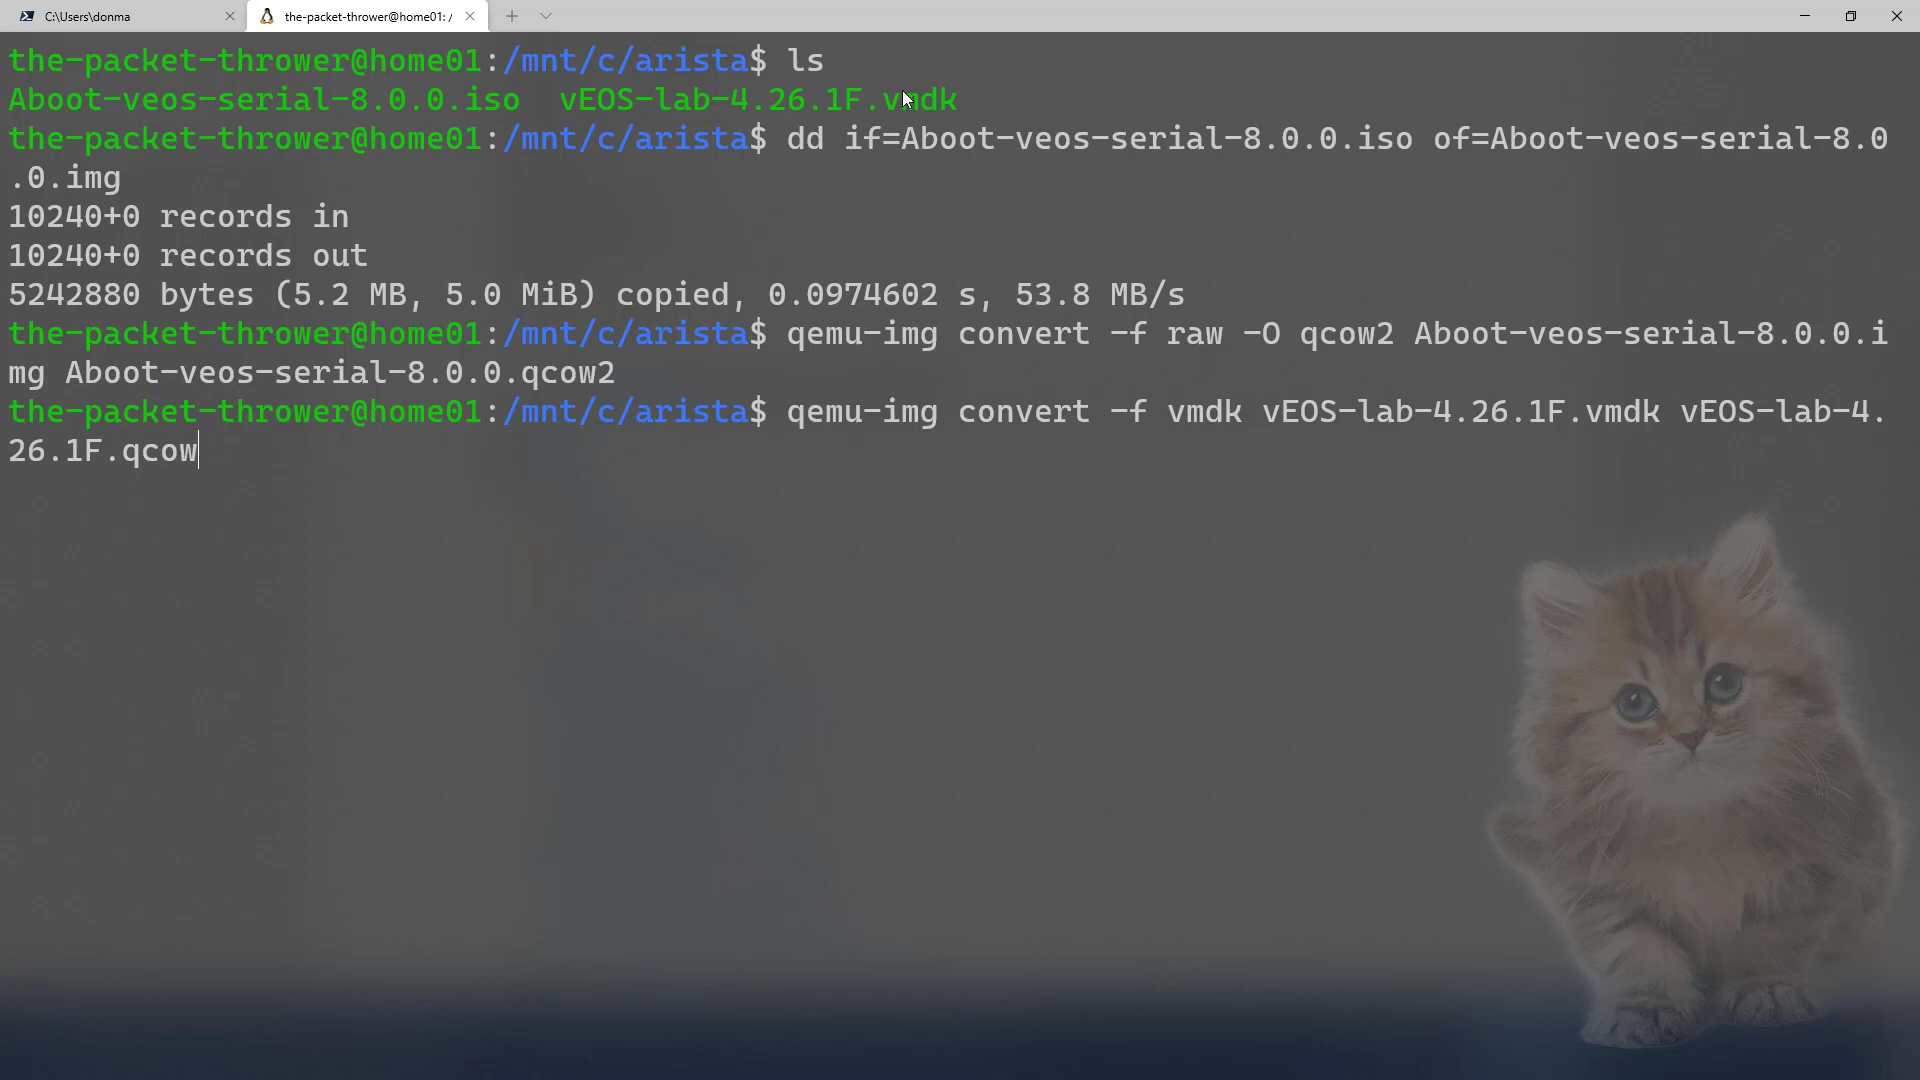 C:\Users\donma
the-packet-thrower@home01: /
the-packet-thrower@home01:/mnt/c/arista$ ls
Aboot-veos-serial-8.0.0.iso  vEOS-lab-4.26.1F.vmdk
the-packet-thrower@home01:/mnt/c/arista$ dd if=Aboot-veos-serial-8.0.0.iso of=Aboot-veos-serial-8.0
.0.img
10240+0 records in
10240+0 records out
5242880 bytes (5.2 MB, 5.0 MiB) copied, 0.0974602 s, 53.8 MB/s
the-packet-thrower@home01:/mnt/c/arista$ qemu-img convert -f raw -O qcow2 Aboot-veos-serial-8.0.0.i
mg Aboot-veos-serial-8.0.0.qcow2
the-packet-thrower@home01:/mnt/c/arista$ qemu-img convert -f vmdk vEOS-lab-4.26.1F.vmdk vEOS-lab-4.
26.1F.qcow